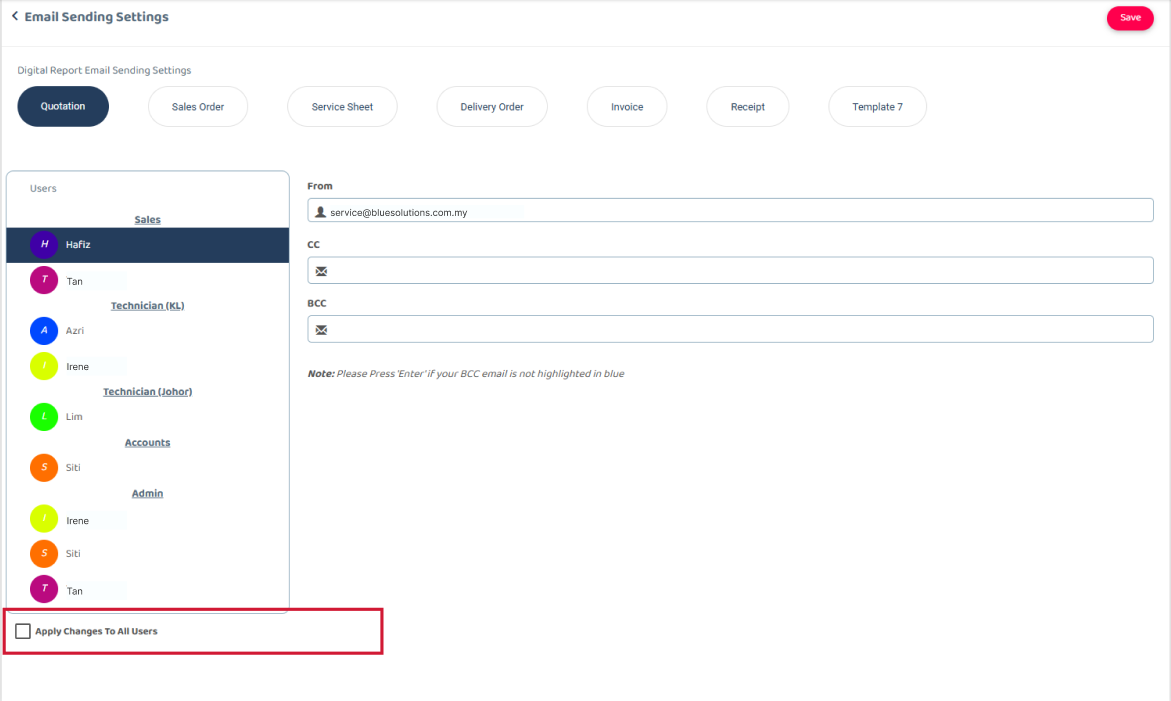 Email Sending Settings
Save
Digital Report Email Sending Settings
Quotation
Sales Order
Service Sheet
Delivery Order
Invoice
Receipt
Template 7
Users
Sales
H Hafiz
T Tan
Technician (KL)
A Azri
I Irene
Technician (Johor)
L Lim
Accounts
S Siti
Admin
I Irene
S Siti
T Tan
Apply Changes To All Users
From
service@bluesolutions.com.my
CC
BCC
Note: Please Press 'Enter' if your BCC email is not highlighted in blue